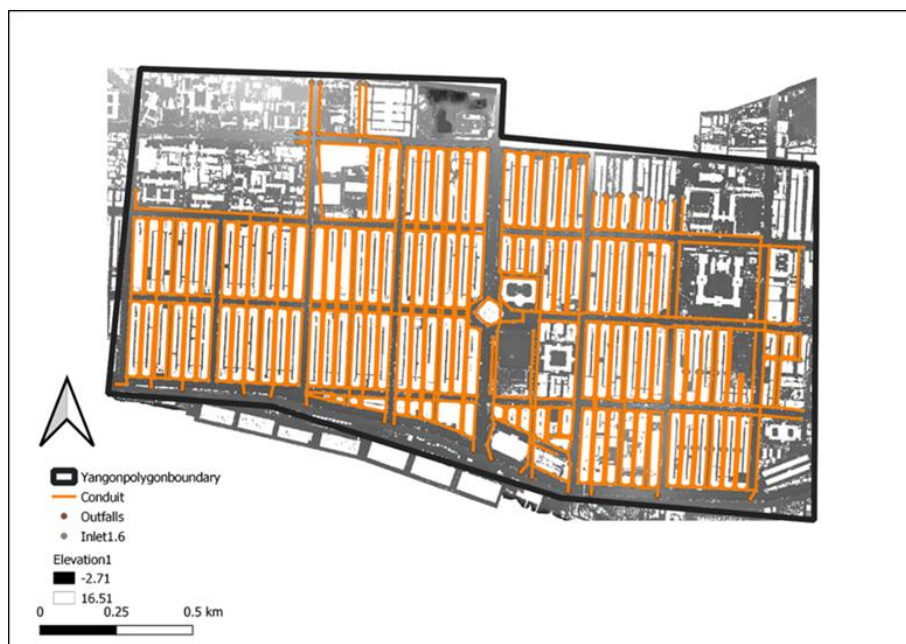 Yangonpolygonboundary
Conduit
Outfalls
Inlet1.6
Elevation1
-2.71
16.51
0 0.25 0.5 km